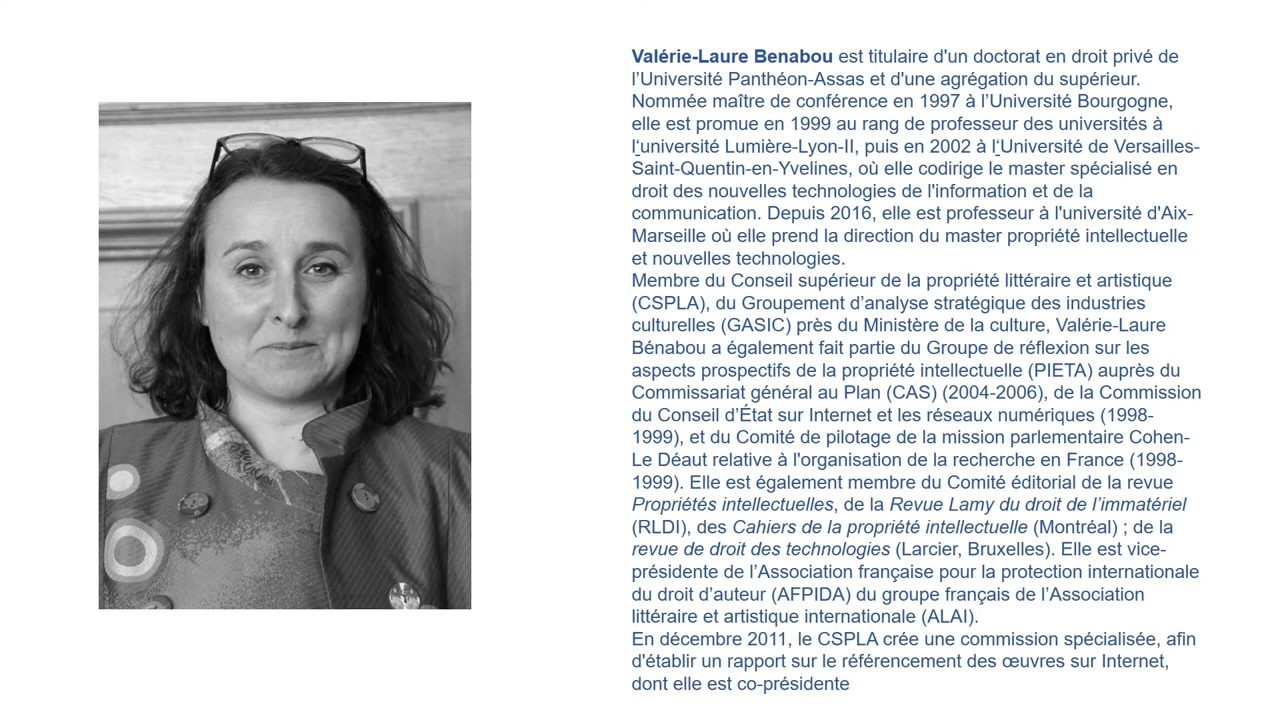 Valérie-Laure Benabou est titulaire d'un doctorat en droit privé de
l’Université Panthéon-Assas et d'une agrégation du supérieur.
Nommée maître de conférence en 1997 à l’Université Bourgogne,
elle est promue en 1999 au rang de professeur des universités à
l‘université Lumière-Lyon-II, puis en 2002 à l‘Université de Versailles-
Saint-Quentin-en-Yvelines, où elle codirige le master spécialisé en
droit des nouvelles technologies de l'information et de la
communication. Depuis 2016, elle est professeur à l'université d'Aix-
Marseille où elle prend la direction du master propriété intellectuelle
et nouvelles technologies.
Membre du Conseil supérieur de la propriété littéraire et artistique
(CSPLA), du Groupement d’analyse stratégique des industries
culturelles (GASIC) près du Ministère de la culture, Valérie-Laure
Bénabou a également fait partie du Groupe de réflexion sur les
aspects prospectifs de la propriété intellectuelle (PIETA) auprès du
Commissariat général au Plan (CAS) (2004-2006), de la Commission
du Conseil d’État sur Internet et les réseaux numériques (1998-
1999), et du Comité de pilotage de la mission parlementaire Cohen-
Le Déaut relative à l'organisation de la recherche en France (1998-
1999). Elle est également membre du Comité éditorial de la revue
Propriétés intellectuelles, de la Revue Lamy du droit de l’immatériel
(RLDI), des Cahiers de la propriété intellectuelle (Montréal) ; de la
revue de droit des technologies (Larcier, Bruxelles). Elle est vice-
présidente de l’Association française pour la protection internationale
du droit d’auteur (AFPIDA) du groupe français de l’Association
littéraire et artistique internationale (ALAI).
En décembre 2011, le CSPLA crée une commission spécialisée, afin
d'établir un rapport sur le référencement des œuvres sur Internet,
dont elle est co-présidente